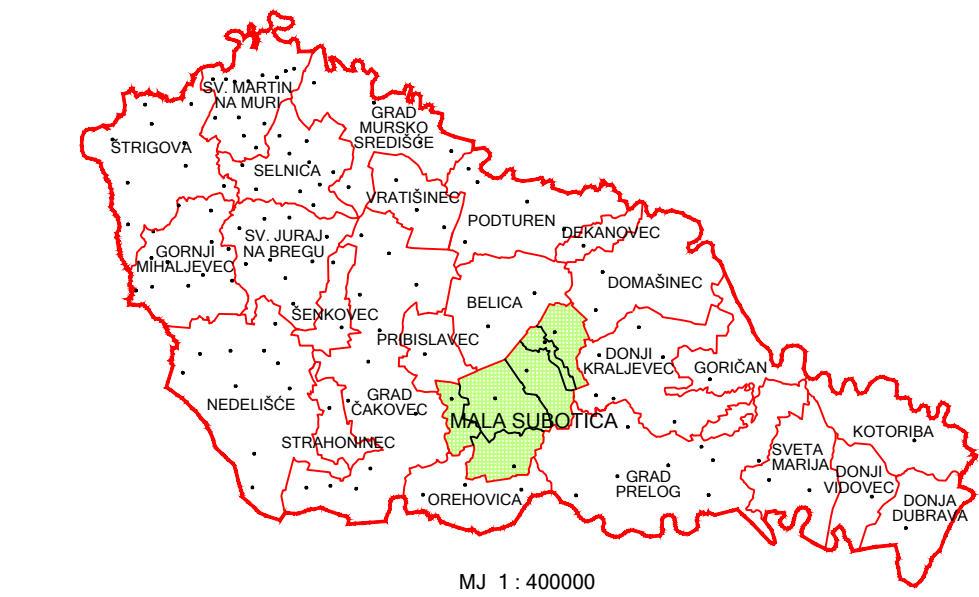 SV. MARTIN
NA MURI
GRAD
MURSKO
SREDIŠĆE
ŠTRIGOVA
SELNICA
VRATIŠINEC
PODTUREN
DEKANOVEC
SV. JURAJ
NA BREGU
GORNJI
MIHALJEVEC
DOMAŠINEC
BELICA
ŠENKOVEC
PRIBISLAVEC
DONJI
KRALJEVEC
GORIČAN
NEDELIŠĆE
GRAD
ČAKOVEC
MALA SUBOTICA
STRAHONINEC
KOTORIBA
SVETA
MARIJA
DONJI
VIDOVEC
GRAD
PRELOG
OREHOVICA
DONJA
DUBRAVA
MJ 1 : 400000